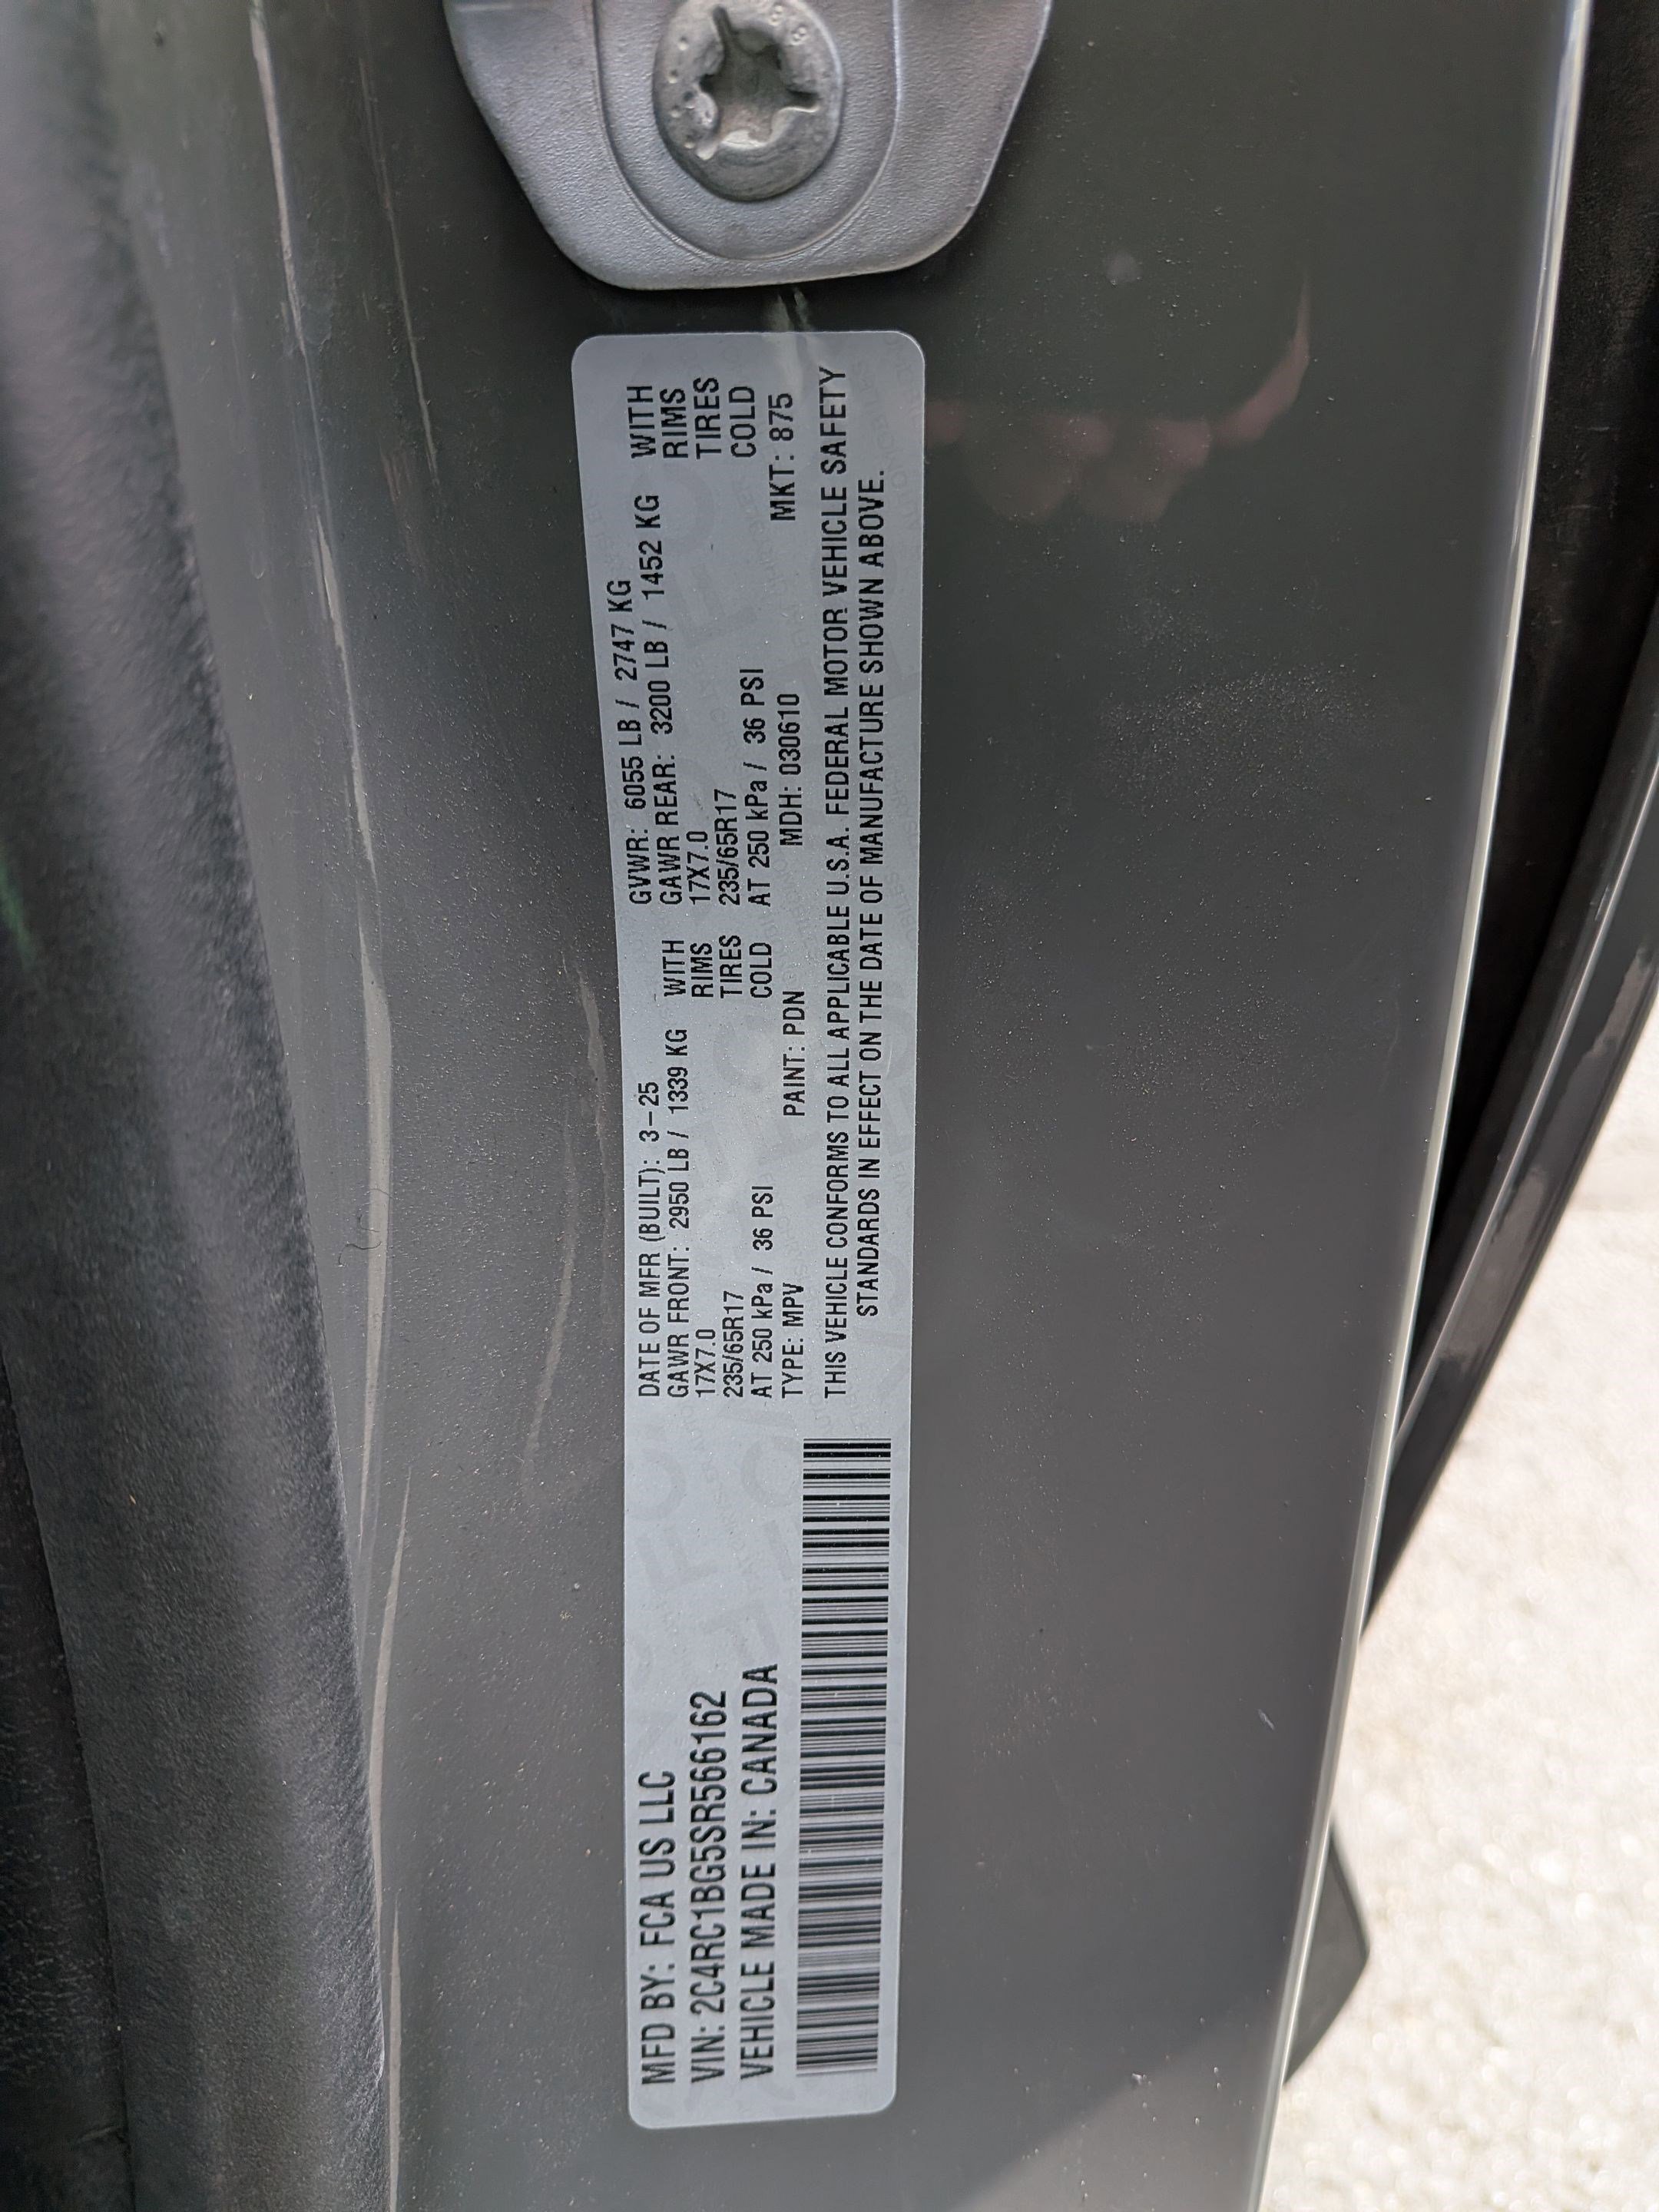 MFD BY: FCA US LLC
VIN: 2C4RC1BG5SR566162
VEHICLE MADE IN: CANADA
DATE OF MFR (BUILT): 3-25 GVWR: 6055 LB / 2747 KG
GAWR FRONT: 2950 LB / 1339 KG WITH GAWR REAR: 3200 LB / 1452 KG WITH
17X7.0 RIMS 17X7.0 RIMS
235/65R17 TIRES 235/65R17 TIRES
AT 250 kPa / 36 PSI COLD AT 250 kPa / 36 PSI COLD
TYPE: MPV PAINT: PDN MDH: 030610 MKT: 875
THIS VEHICLE CONFORMS TO ALL APPLICABLE U.S.A. FEDERAL MOTOR VEHICLE SAFETY
STANDARDS IN EFFECT ON THE DATE OF MANUFACTURE SHOWN ABOVE.